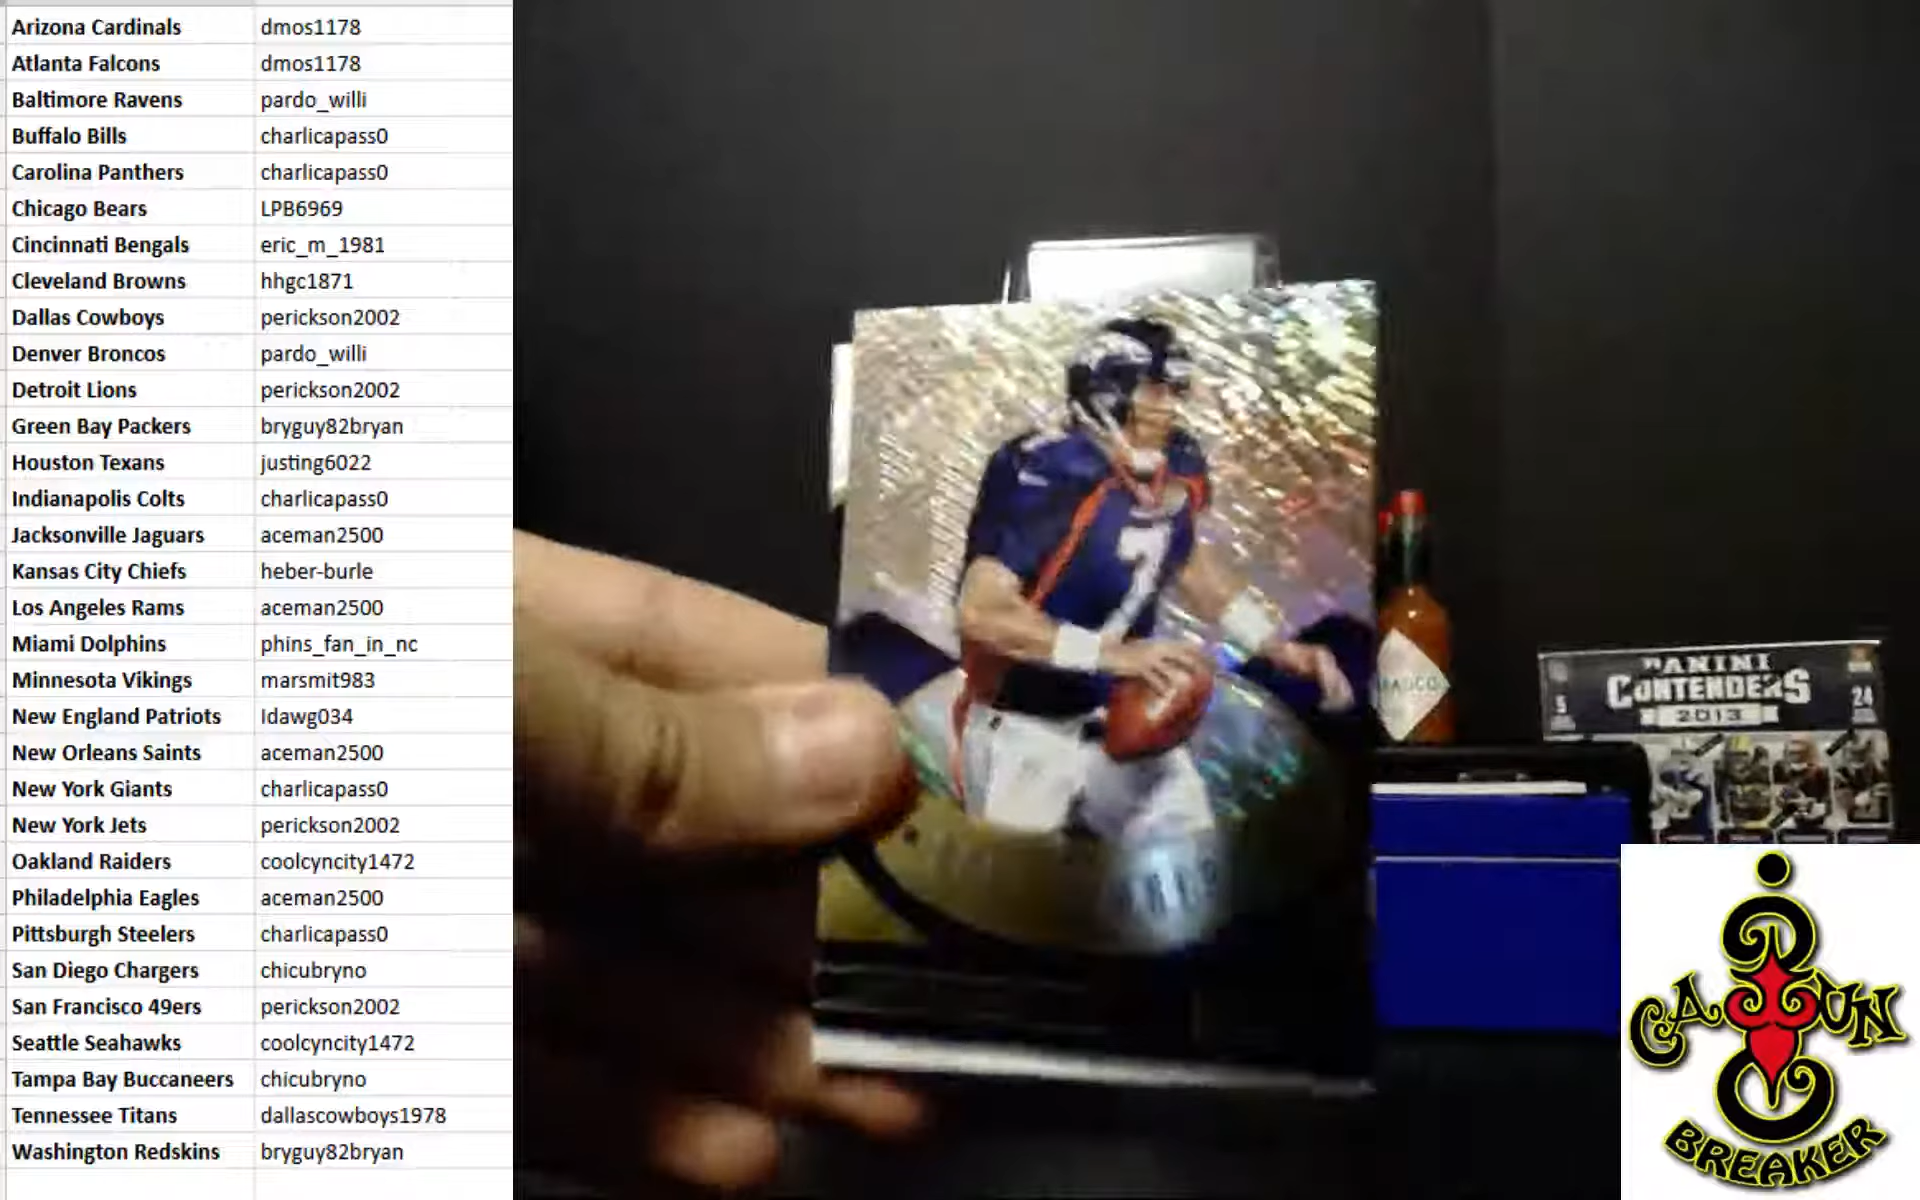 Arizona Cardinals dmos1178
Atlanta Falcons dmos1178
Baltimore Ravens pardo_willi
Buffalo Bills charlicapass0
Carolina Panthers charlicapass0
Chicago Bears LPB6969
Cincinnati Bengals eric_m_1981
Cleveland Browns hhgc1871
Dallas Cowboys perickson2002
Denver Broncos pardo_willi
Detroit Lions perickson2002
Green Bay Packers bryguy82bryan
Houston Texans justing6022
Indianapolis Colts charlicapass0
Jacksonville Jaguars aceman2500
Kansas City Chiefs heber-burle
Los Angeles Rams aceman2500
Miami Dolphins phins_fan_in_nc
Minnesota Vikings marsmit983
New England Patriots ldawg034
New Orleans Saints aceman2500
New York Giants charlicapass0
New York Jets perickson2002
Oakland Raiders coolcyncity1472
Philadelphia Eagles aceman2500
Pittsburgh Steelers charlicapass0
San Diego Chargers chicubryno
San Francisco 49ers perickson2002
Seattle Seahawks coolcyncity1472
Tampa Bay Buccaneers chicubryno
Tennessee Titans dallascowboys1978
Washington Redskins bryguy82bryan
7
PANINI
CONTENDERS
2013
5
24
CAJUN
BREAKER